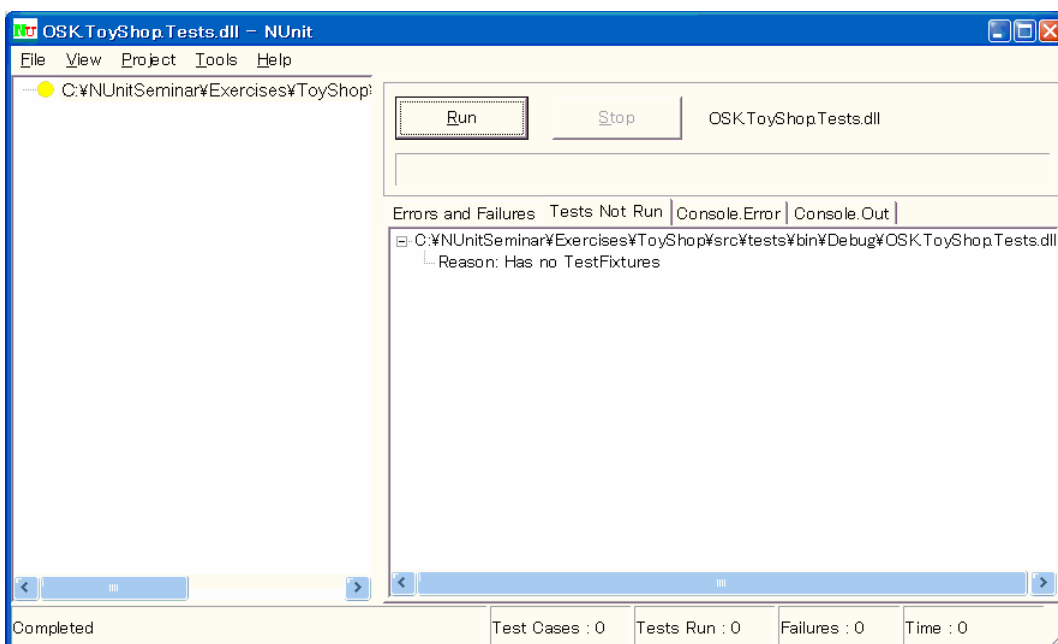 OSK.ToyShop.Tests.dll - NUnit
File View Project Tools Help
C:¥NUnitSeminar¥Exercises¥ToyShop¥
Run Stop OSK.ToyShop.Tests.dll
Errors and Failures Tests Not Run Console.Error Console.Out
C:¥NUnitSeminar¥Exercises¥ToyShop¥src¥tests¥bin¥Debug¥OSK.ToyShop.Tests.dll
Reason: Has no TestFixtures
Completed Test Cases : 0 Tests Run : 0 Failures : 0 Time : 0